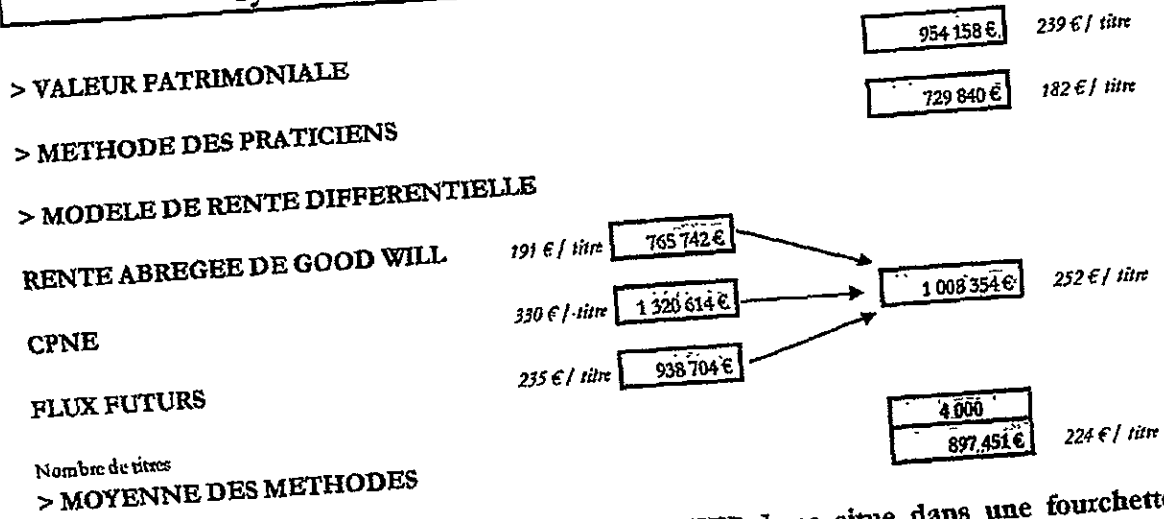 954 158 € 239 € / titre
> VALEUR PATRIMONIALE
729 840 € 182 € / titre
> METHODE DES PRATICIENS
> MODELE DE RENTE DIFFERENTIELLE
RENTE ABREGEE DE GOOD WILL 191 € / titre 765 742 €
1 008 354 € 252 € / titre
CPNE 330 € / titre 1 320 614 €
FLUX FUTURS 235 € / titre 938 704 €
Nombre de titres 4 000
> MOYENNE DES METHODES 897 451 € 224 € / titre
se situe dans une fourchette